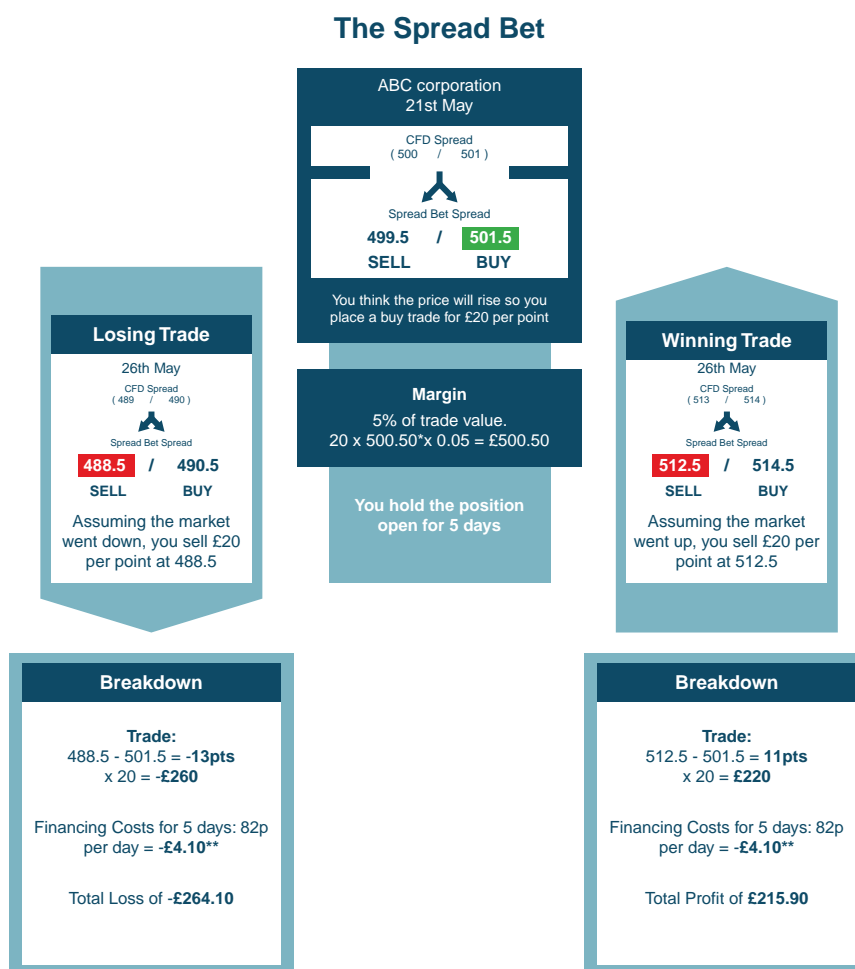 The Spread Bet
ABC corporation
21st May
CFD Spread
( 500 / 501 )
Spread Bet Spread
499.5 / 501.5
SELL BUY
You think the price will rise so you
place a buy trade for £20 per point
Margin
5% of trade value.
20 x 500.50*x 0.05 = £500.50
You hold the position
open for 5 days
Losing Trade
26th May
CFD Spread
( 489 / 490 )
Spread Bet Spread
488.5 / 490.5
SELL BUY
Assuming the market
went down, you sell £20
per point at 488.5
Breakdown
Trade:
488.5 - 501.5 = -13pts
x 20 = -£260
Financing Costs for 5 days: 82p
per day = -£4.10**
Total Loss of -£264.10
Winning Trade
26th May
CFD Spread
( 513 / 514 )
Spread Bet Spread
512.5 / 514.5
SELL BUY
Assuming the market
went up, you sell £20 per
point at 512.5
Breakdown
Trade:
512.5 - 501.5 = 11pts
x 20 = £220
Financing Costs for 5 days: 82p
per day = -£4.10**
Total Profit of £215.90